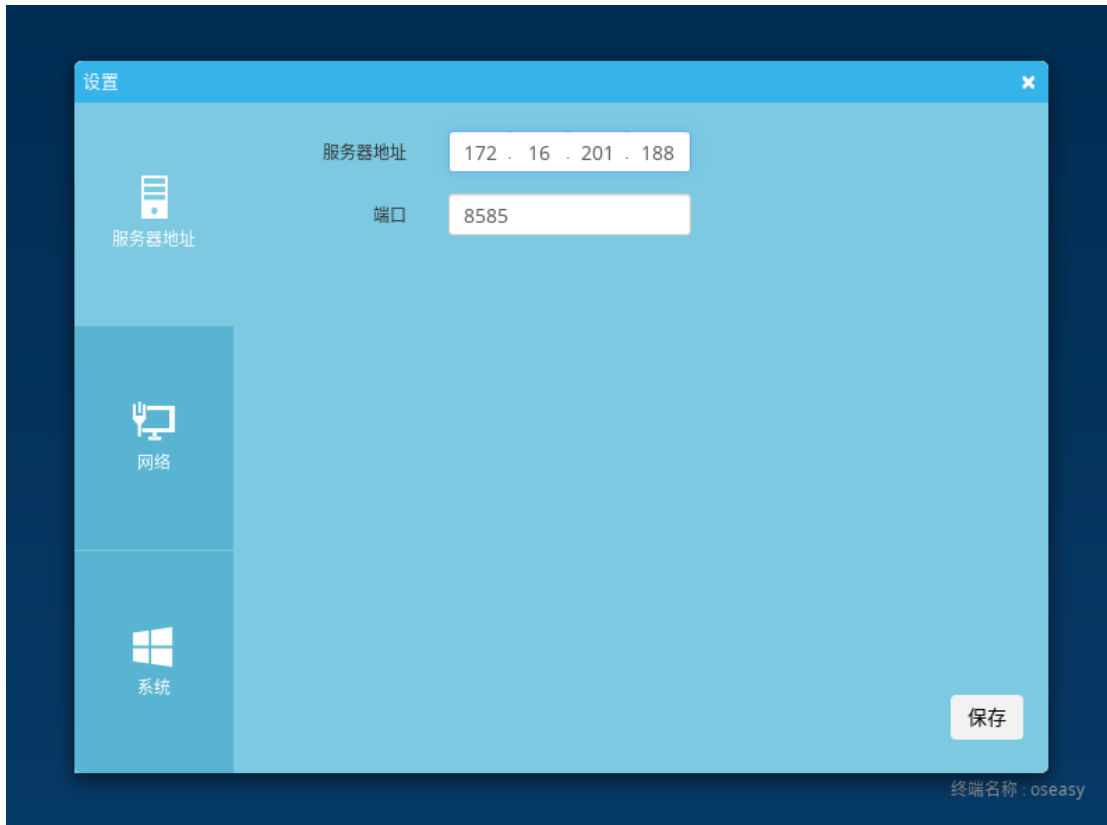 设置
服务器地址 172 . 16 . 201 . 188
端口 8585
服务器地址
网络
系统
保存
终端名称 : oseasy